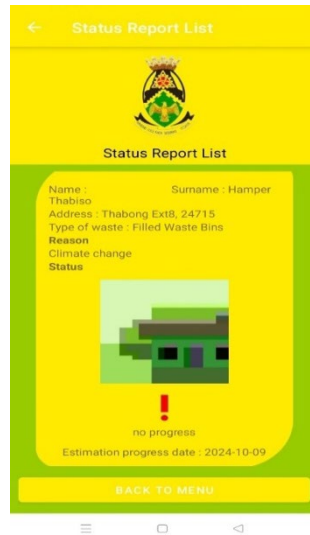 Status Report List
Status Report List
Name : Surname : Hamper
Thabiso
Address : Thabong Ext8, 24715
Type of waste : Filled Waste Bins
Reason
Climate change
Status
no progress
Estimation progress date : 2024-10-09
BACK TO MENU